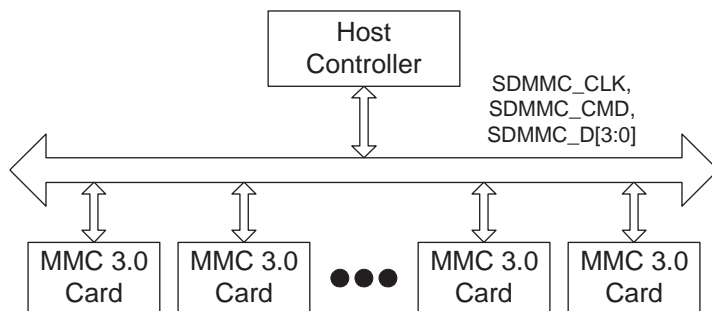 Host
Controller
SDMMC_CLK,
SDMMC_CMD,
SDMMC_D[3:0]
MMC 3.0
Card
MMC 3.0
Card
MMC 3.0
Card
MMC 3.0
Card